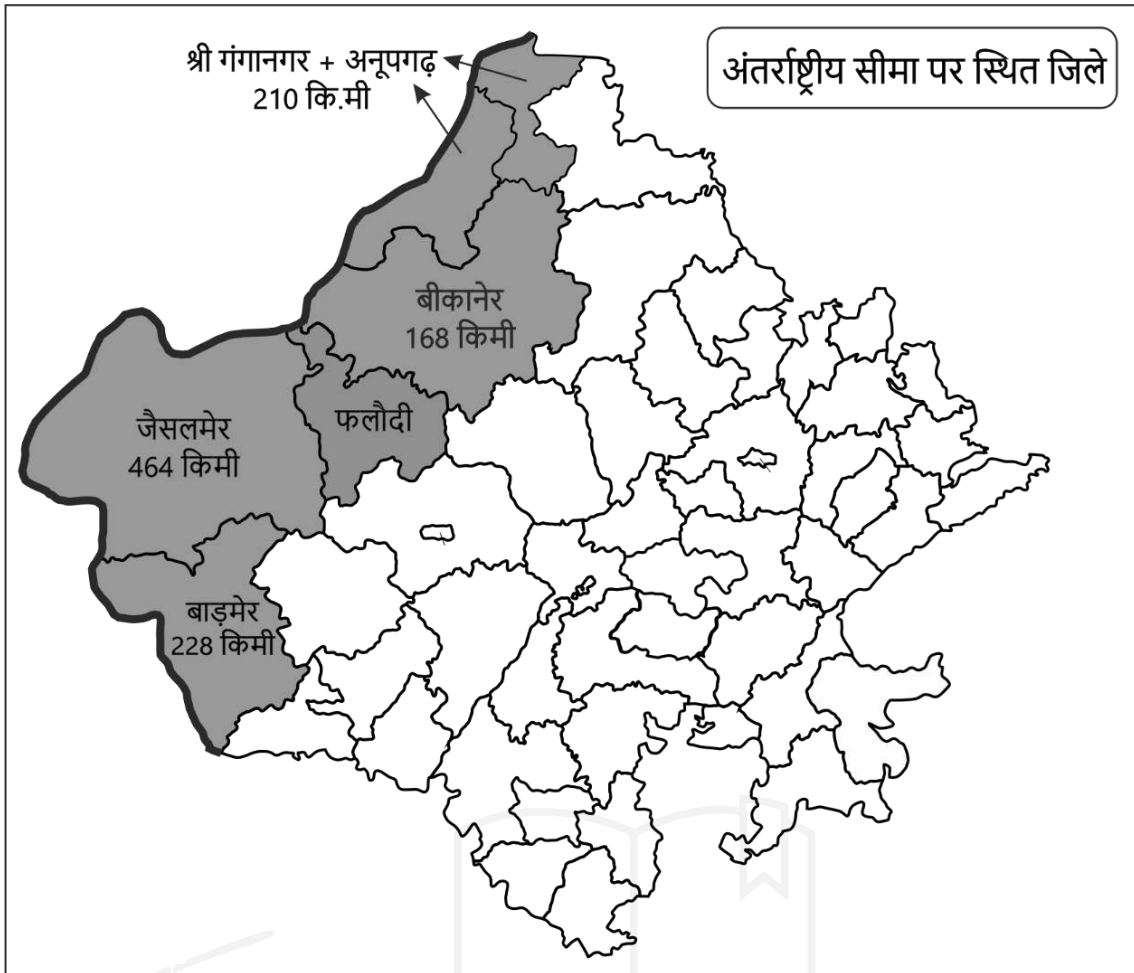 श्री गंगानगर + अनूपगढ़
210 कि.मी
अंतर्राष्ट्रीय सीमा पर स्थित जिले
बीकानेर
168 किमी
फलौदी
जैसलमेर
464 किमी
बाड़मेर
228 किमी